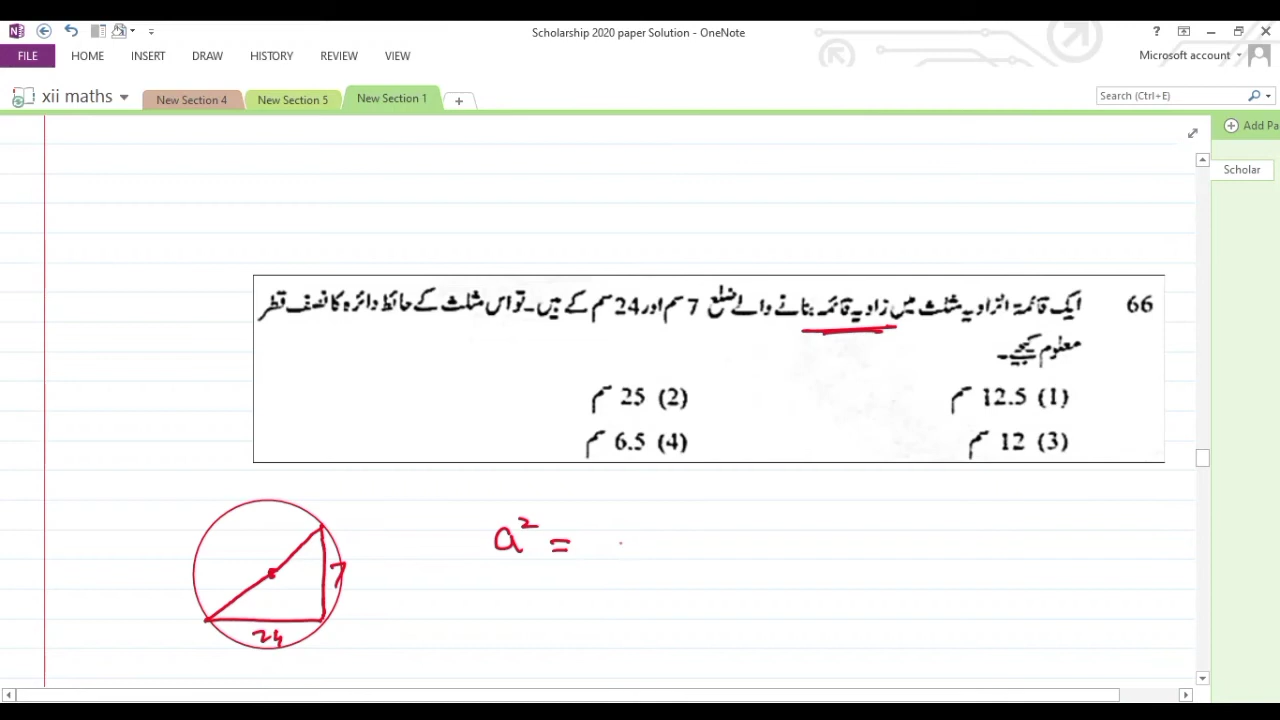 Scholarship 2020 paper Solution - OneNote
?
FILE HOME INSERT DRAW HISTORY REVIEW VIEW
Microsoft account
xii maths
New Section 4
New Section 5
New Section 1
+
Search (Ctrl+E)
Add Pa
Scholar
66 ایک قائمۃ الزاویہ مثلث میں زاویہ قائمہ بنانے والے ضلع 7 سم اور 24 سم کے ہیں۔ تو اس مثلث کے حائط دائرہ کا نصف قطر
معلوم کیجیے۔
(1) 12.5 سم (2) 25 سم
(3) 12 سم (4) 6.5 سم
a² =
7
24